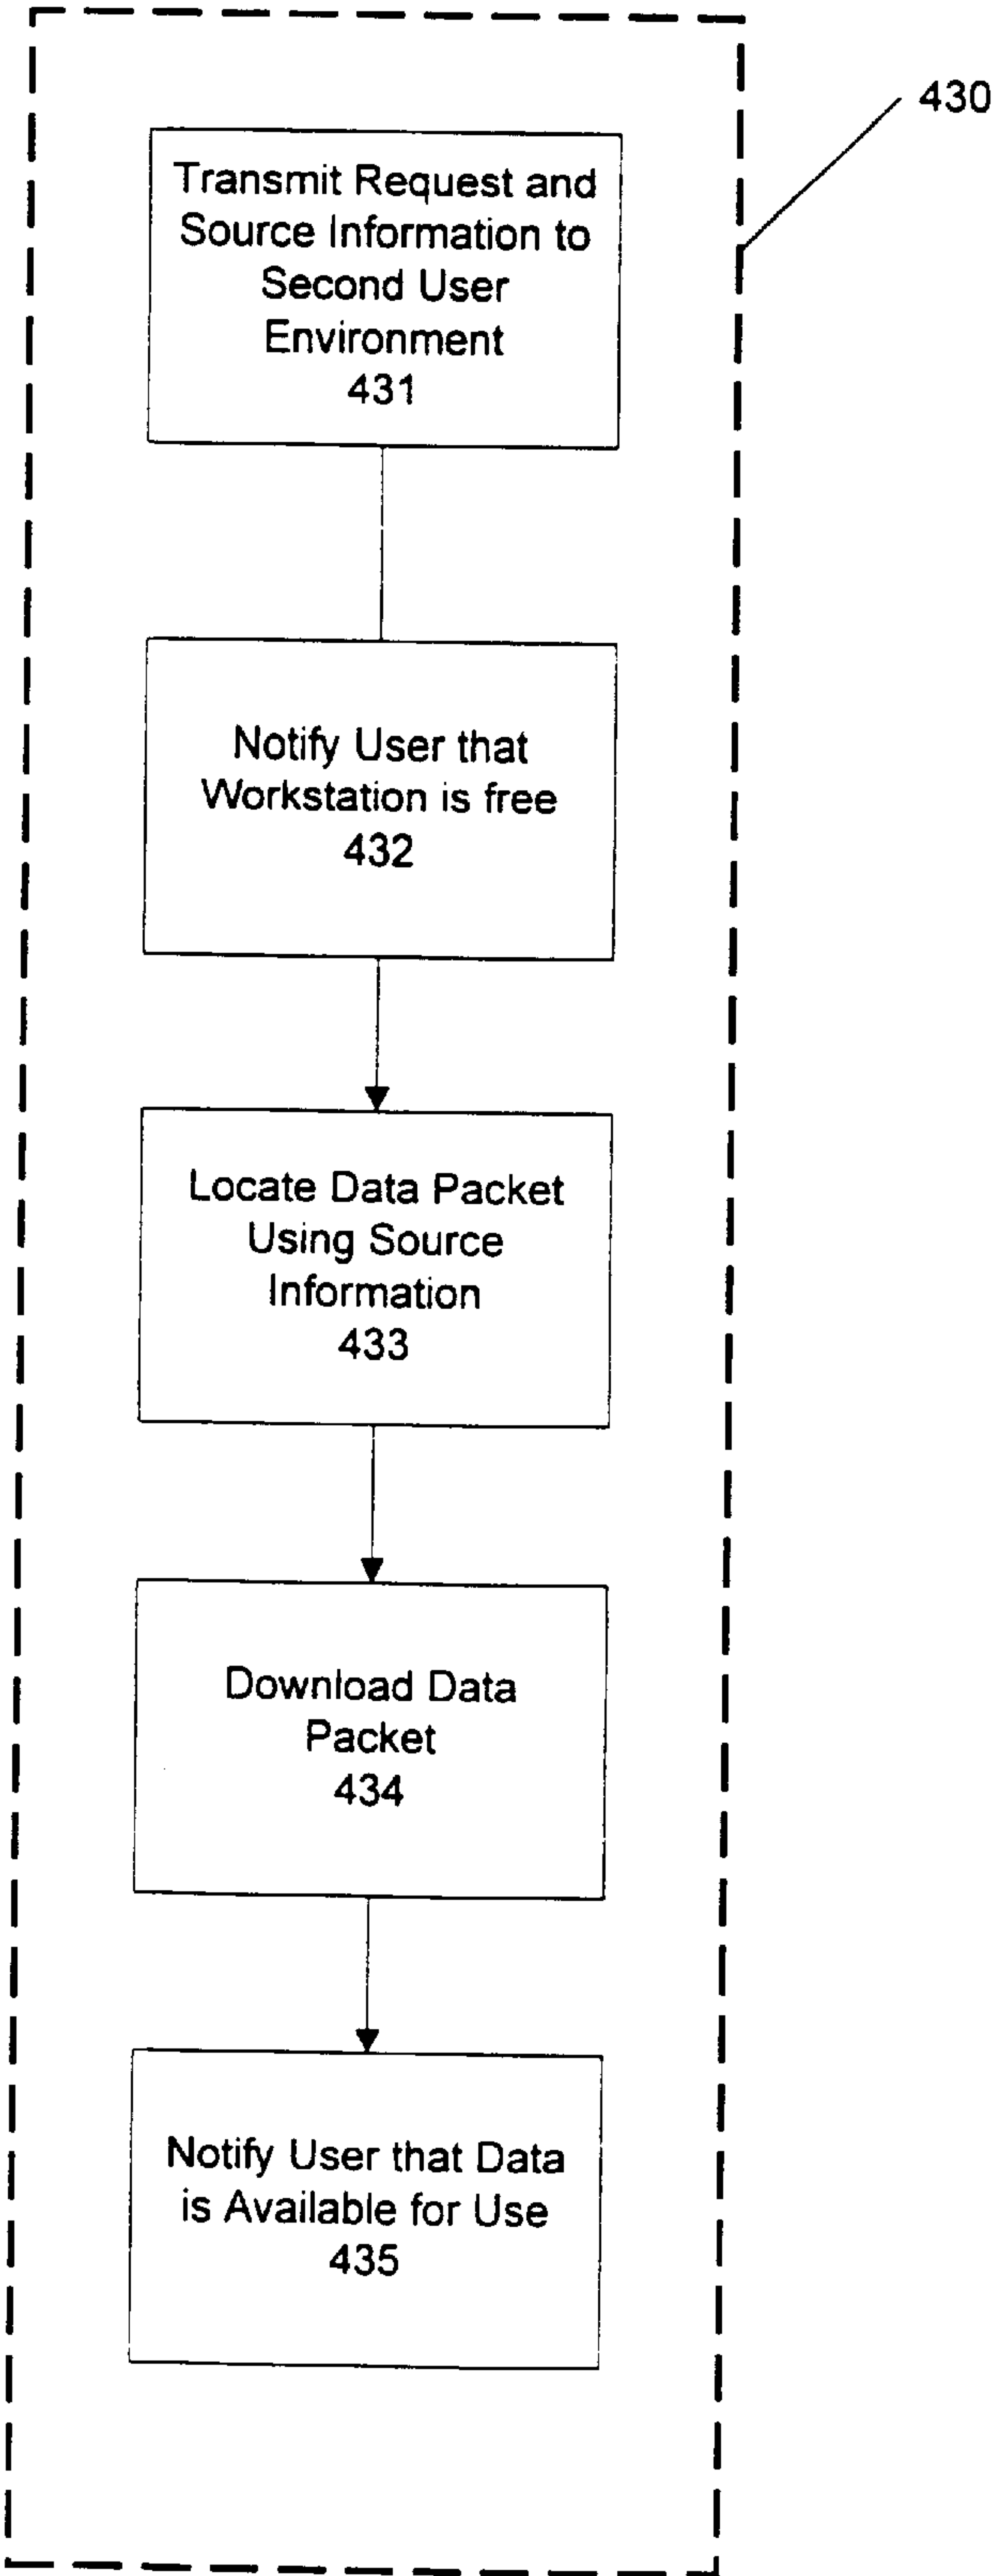 430
Transmit Request and
Source Information to
Second User
Environment
431
Notify User that
Workstation is free
432
Locate Data Packet
Using Source
Information
433
Download Data
Packet
434
Notify User that Data
is Available for Use
435